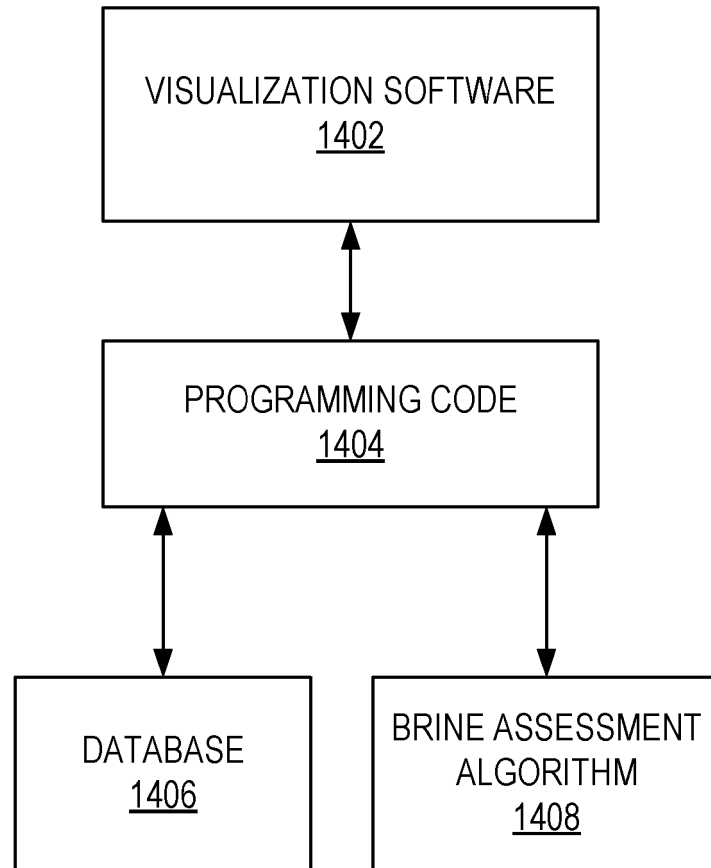 VISUALIZATION SOFTWARE
1402
PROGRAMMING CODE
1404
DATABASE
1406
BRINE ASSESSMENT
ALGORITHM
1408